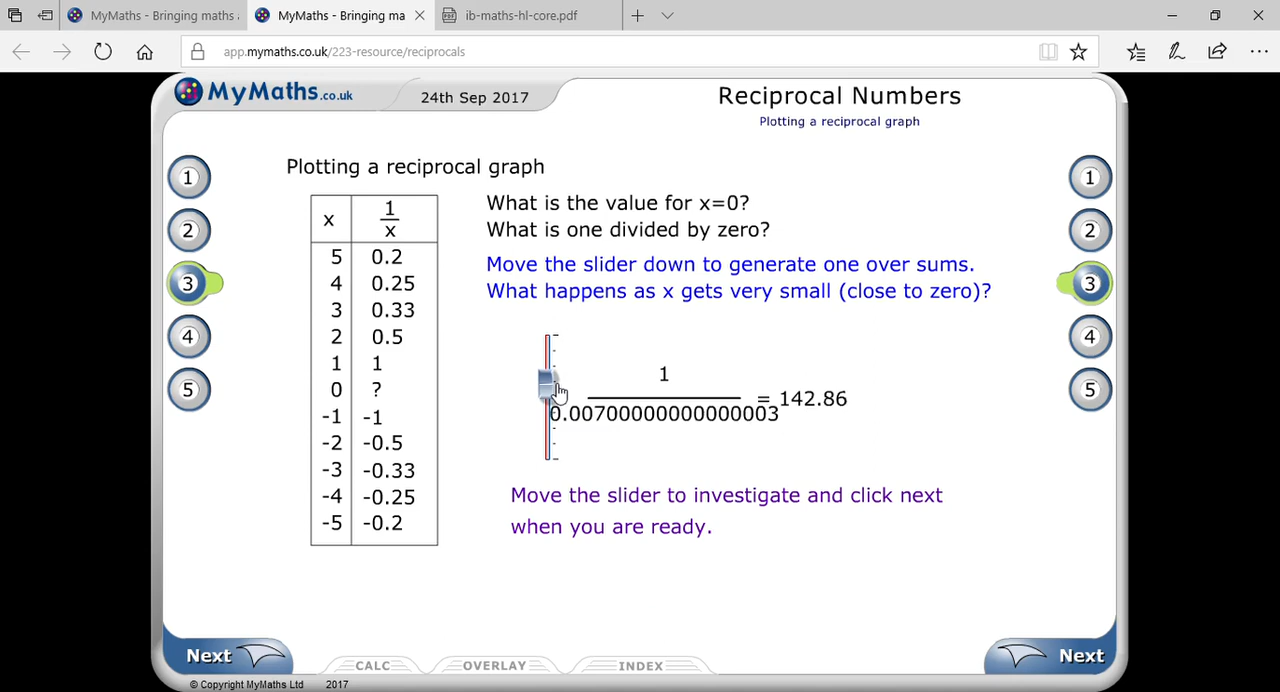 MyMaths - Bringing maths a
MyMaths - Bringing ma
ib-maths-hl-core.pdf
app.mymaths.co.uk/223-resource/reciprocals
MyMaths.co.uk
24th Sep 2017
Reciprocal Numbers
Plotting a reciprocal graph
Plotting a reciprocal graph
1
2
3
4
5
x 1/x
5 0.2
4 0.25
3 0.33
2 0.5
1 1
0 ?
-1 -1
-2 -0.5
-3 -0.33
-4 -0.25
-5 -0.2
What is the value for x=0?
What is one divided by zero?
Move the slider down to generate one over sums.
What happens as x gets very small (close to zero)?
1
0.00700000000000003
= 142.86
Move the slider to investigate and click next
when you are ready.
1
2
3
4
5
Next
CALC
OVERLAY
INDEX
Next
© Copyright MyMaths Ltd 2017